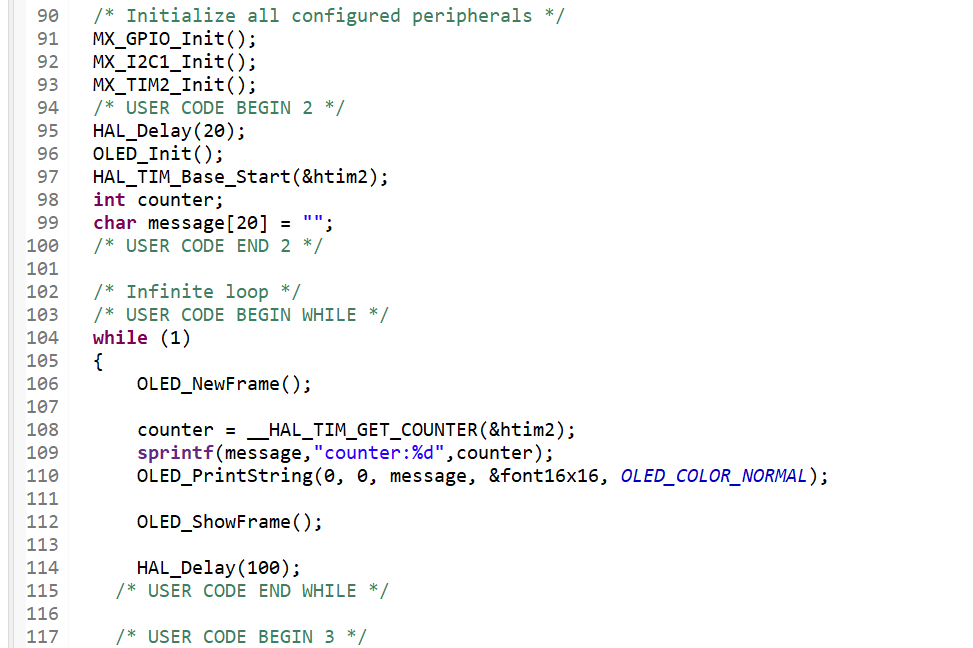 90 /* Initialize all configured peripherals */
91 MX_GPIO_Init();
92 MX_I2C1_Init();
93 MX_TIM2_Init();
94 /* USER CODE BEGIN 2 */
95 HAL_Delay(20);
96 OLED_Init();
97 HAL_TIM_Base_Start(&htim2);
98 int counter;
99 char message[20] = "";
100 /* USER CODE END 2 */
101
102 /* Infinite loop */
103 /* USER CODE BEGIN WHILE */
104 while (1)
105 {
106 OLED_NewFrame();
107
108 counter = __HAL_TIM_GET_COUNTER(&htim2);
109 sprintf(message,"counter:%d",counter);
110 OLED_PrintString(0, 0, message, &font16x16, OLED_COLOR_NORMAL);
111
112 OLED_ShowFrame();
113
114 HAL_Delay(100);
115 /* USER CODE END WHILE */
116
117 /* USER CODE BEGIN 3 */